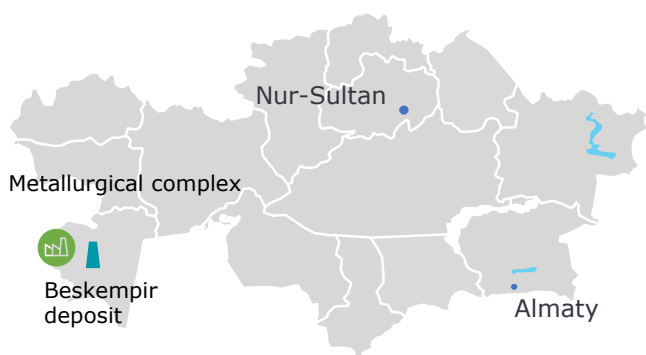 Nur-Sultan
Metallurgical complex
Beskempir
deposit
Almaty